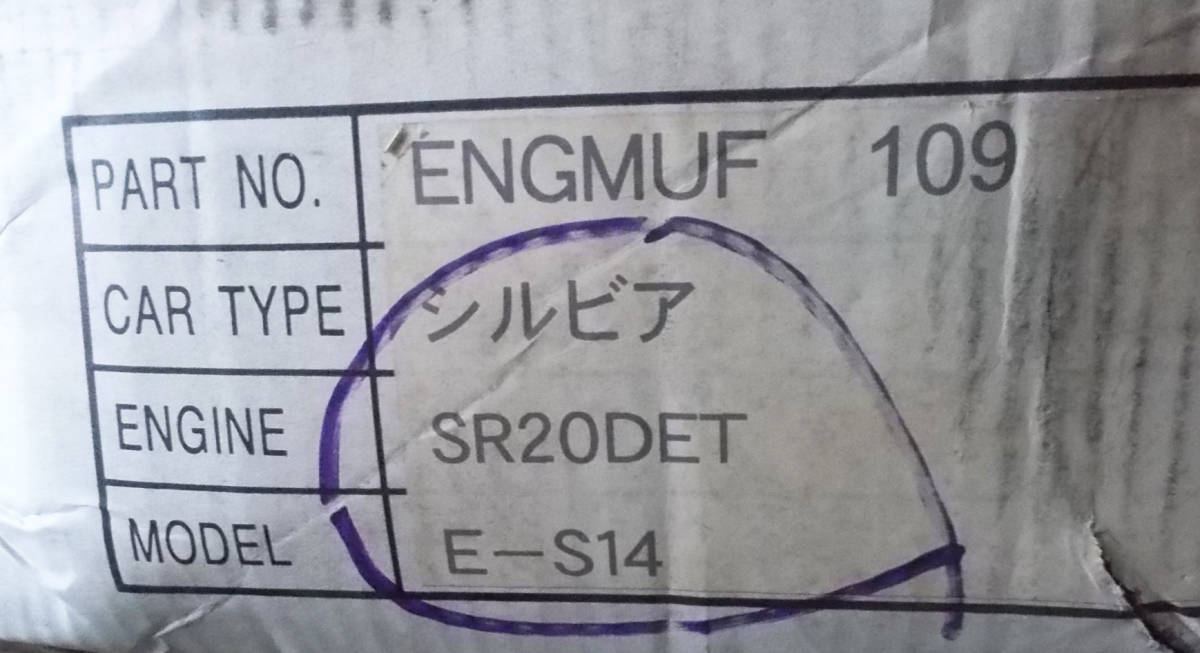 PART NO. ENGMUF 109
CAR TYPE シルビア
ENGINE SR20DET
MODEL E－S14